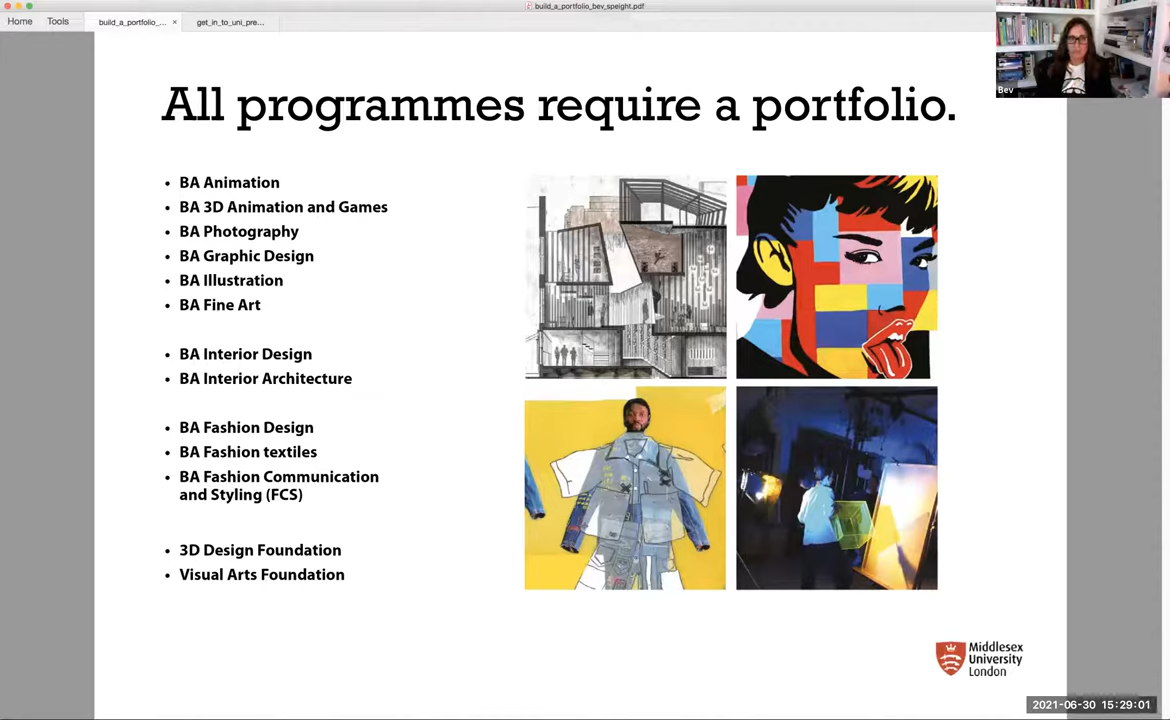 build_a_portfolio_bev_speight.pdf
Home Tools build_a_portfolio_... × get_in_to_uni_pre...
Bev
All programmes require a portfolio.
• BA Animation
• BA 3D Animation and Games
• BA Photography
• BA Graphic Design
• BA Illustration
• BA Fine Art
• BA Interior Design
• BA Interior Architecture
• BA Fashion Design
• BA Fashion textiles
• BA Fashion Communication
and Styling (FCS)
• 3D Design Foundation
• Visual Arts Foundation
Middlesex
University
London
2021-06-30 15:29:01